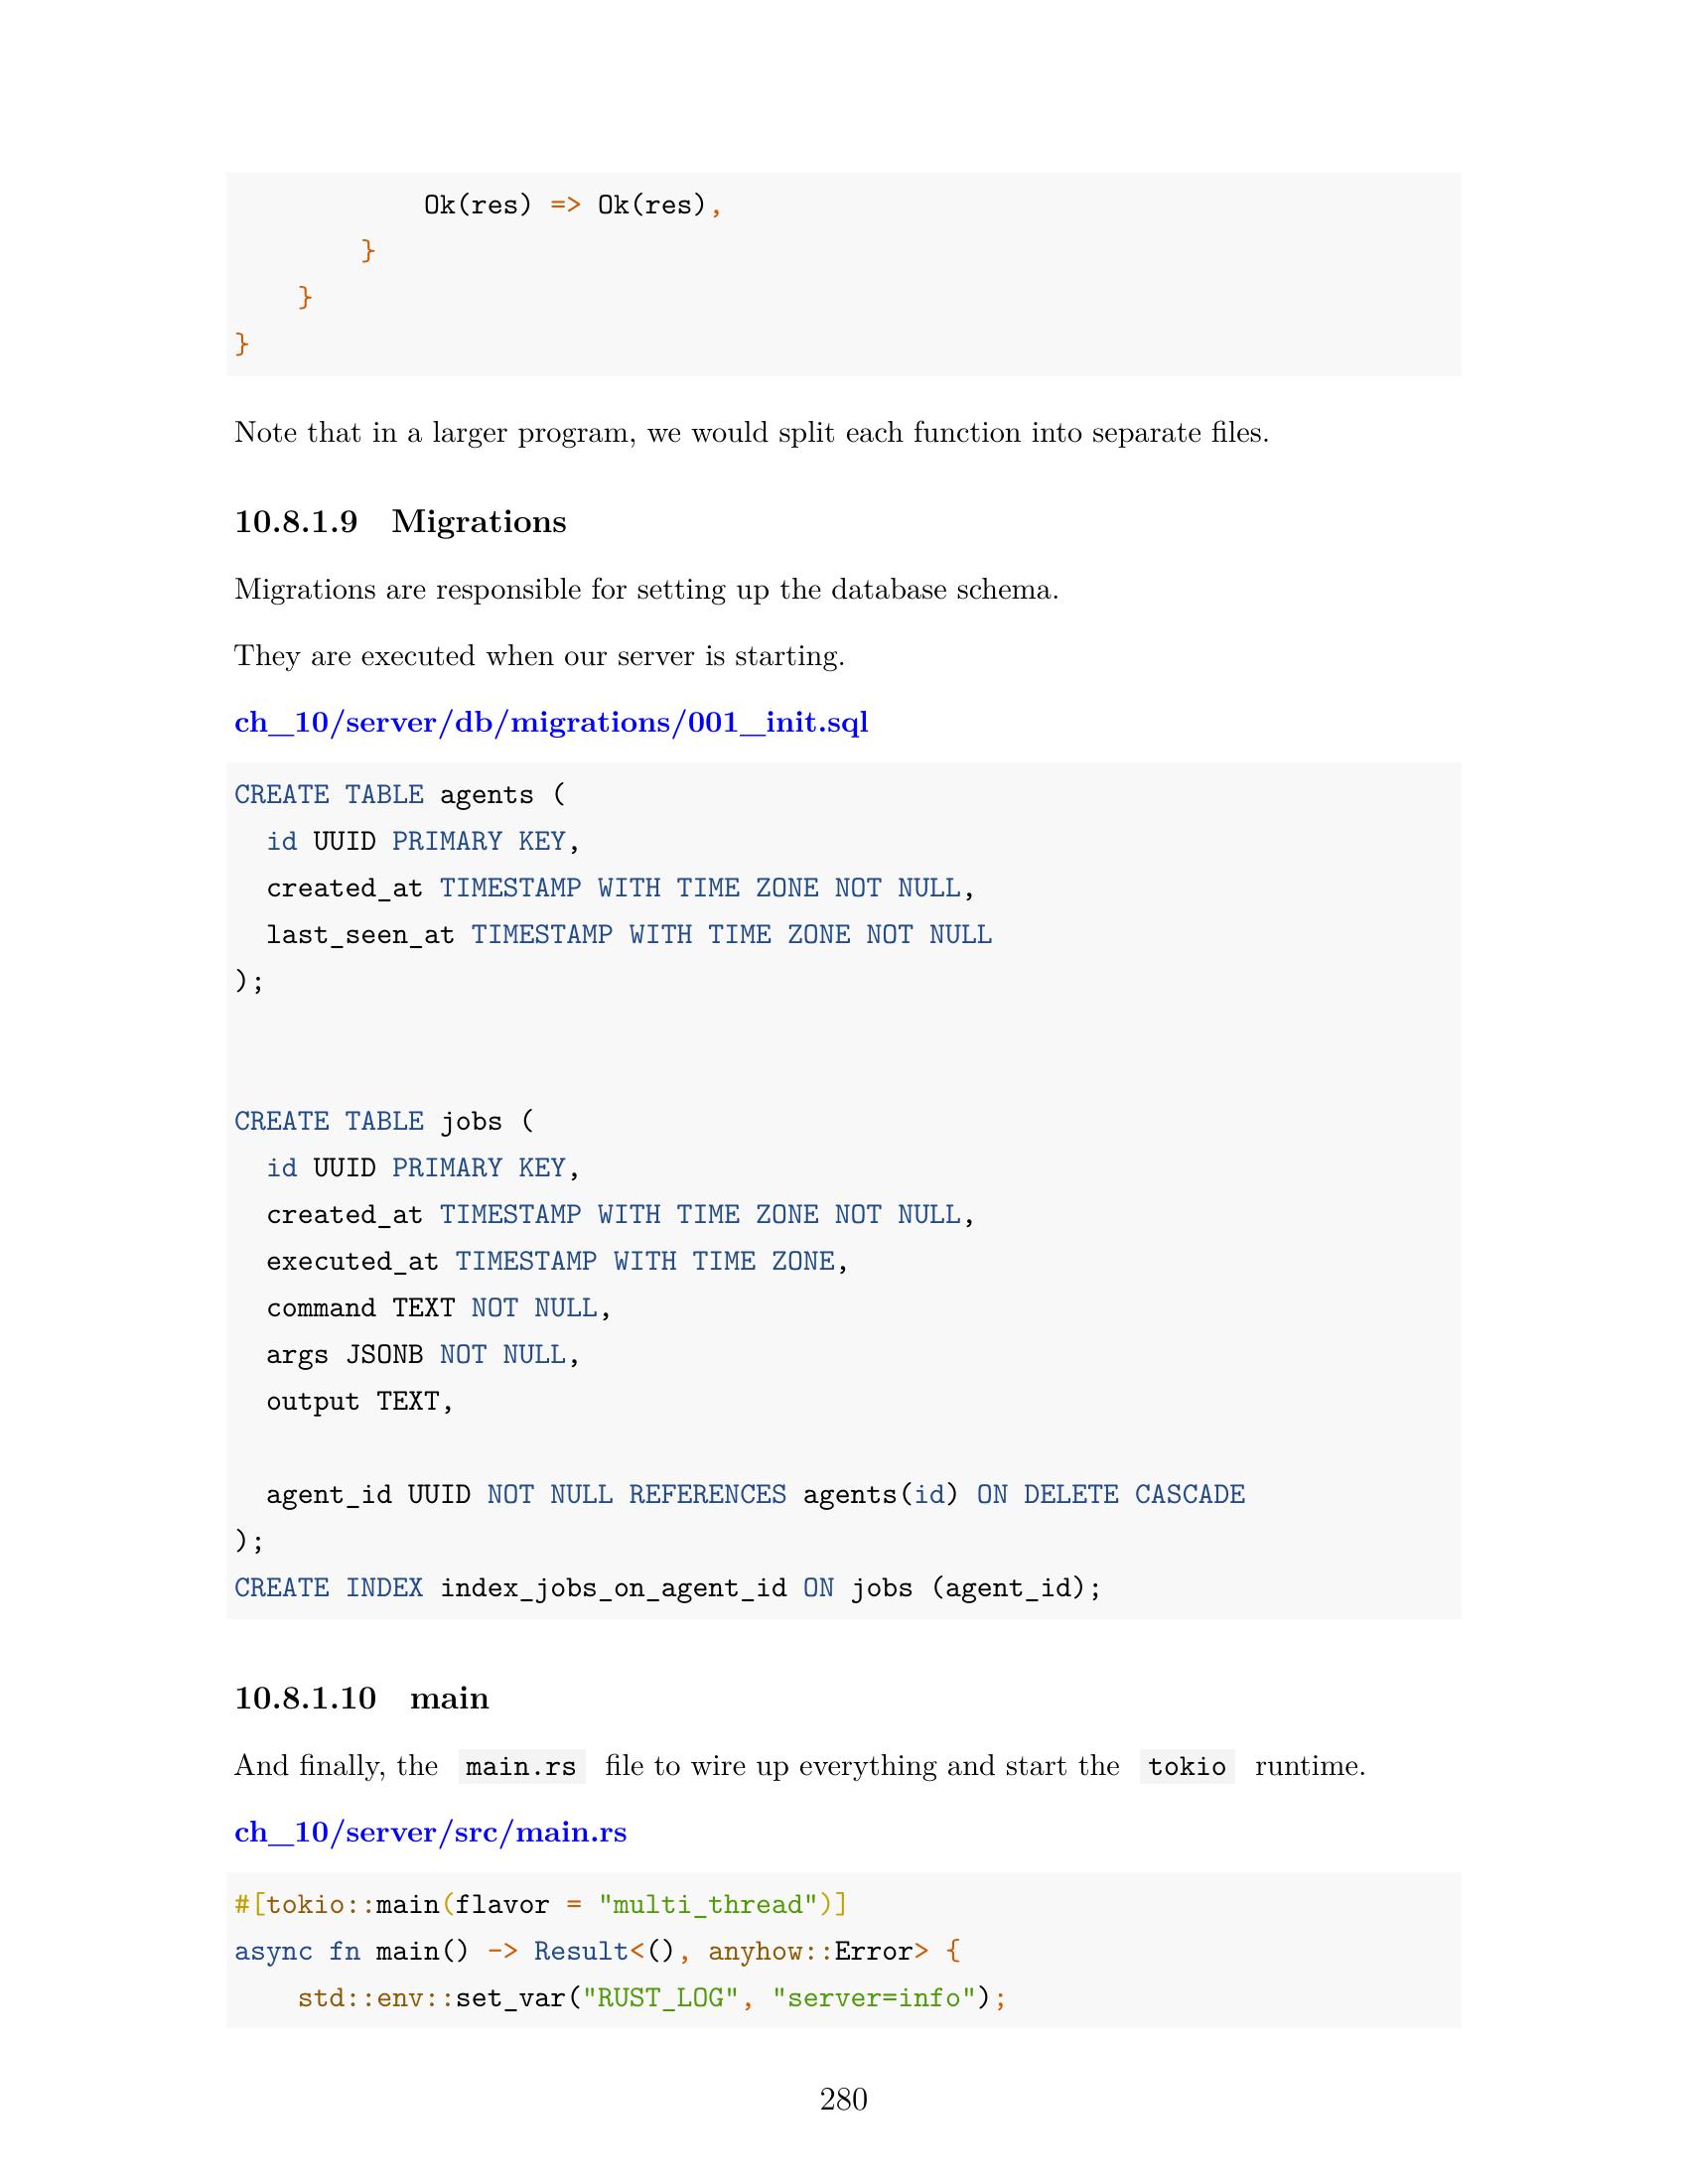 Ok(res) => Ok(res),
        }
    }
}
Note that in a larger program, we would split each function into separate files.
10.8.1.9 Migrations
Migrations are responsible for setting up the database schema.
They are executed when our server is starting.
ch_10/server/db/migrations/001_init.sql
CREATE TABLE agents (
  id UUID PRIMARY KEY,
  created_at TIMESTAMP WITH TIME ZONE NOT NULL,
  last_seen_at TIMESTAMP WITH TIME ZONE NOT NULL
);
CREATE TABLE jobs (
  id UUID PRIMARY KEY,
  created_at TIMESTAMP WITH TIME ZONE NOT NULL,
  executed_at TIMESTAMP WITH TIME ZONE,
  command TEXT NOT NULL,
  args JSONB NOT NULL,
  output TEXT,
  agent_id UUID NOT NULL REFERENCES agents(id) ON DELETE CASCADE
);
CREATE INDEX index_jobs_on_agent_id ON jobs (agent_id);
10.8.1.10 main
And finally, the main.rs file to wire up everything and start the tokio runtime.
ch_10/server/src/main.rs
#[tokio::main(flavor = "multi_thread")]
async fn main() -> Result<(), anyhow::Error> {
    std::env::set_var("RUST_LOG", "server=info");
280